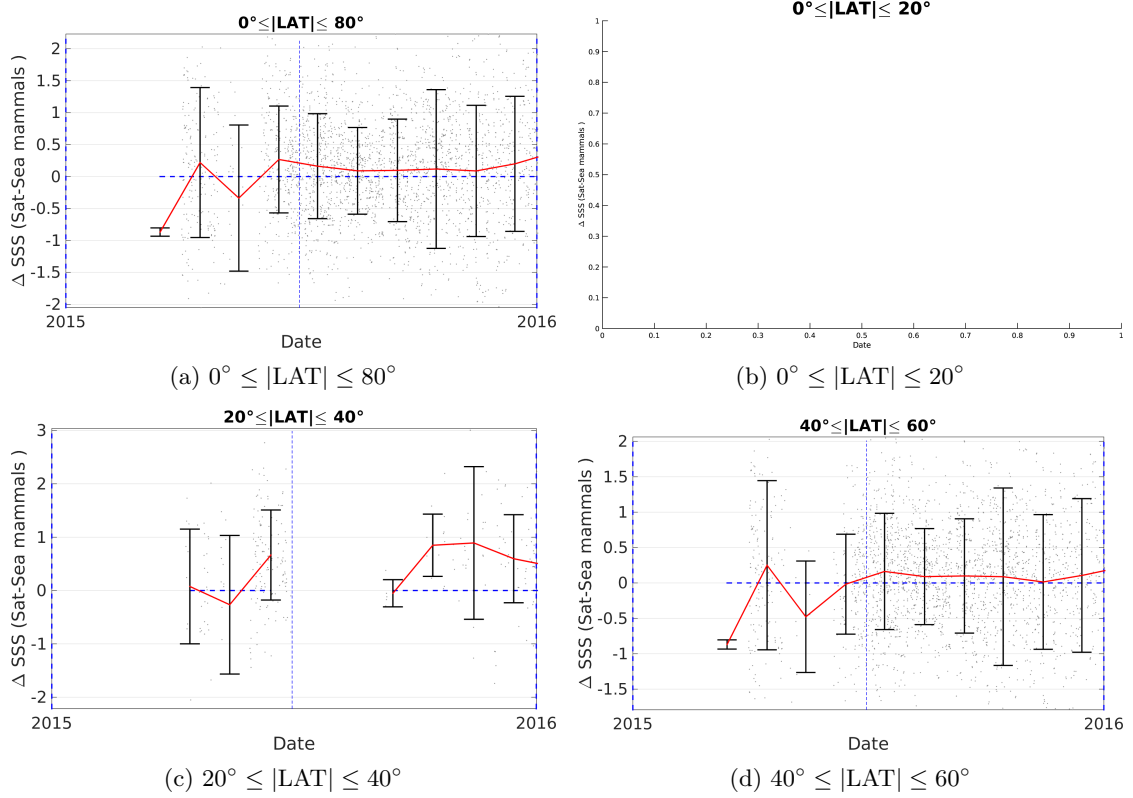 0°≤|LAT|≤ 80°
2
1.5
1
0.5
0
-0.5
-1
-1.5
-2
Δ SSS (Sat-Sea mammals )
2015
2016
Date
(a) 0° ≤ |LAT| ≤ 80°
0°≤|LAT|≤ 20°
1
0.9
0.8
0.7
0.6
0.5
0.4
0.3
0.2
0.1
0
Δ SSS (Sat-Sea mammals )
0 0.1 0.2 0.3 0.4 0.5 0.6 0.7 0.8 0.9 1
Date
(b) 0° ≤ |LAT| ≤ 20°
20°≤|LAT|≤ 40°
3
2
1
0
-1
-2
Δ SSS (Sat-Sea mammals )
2015
2016
Date
(c) 20° ≤ |LAT| ≤ 40°
40°≤|LAT|≤ 60°
2
1.5
1
0.5
0
-0.5
-1
-1.5
Δ SSS (Sat-Sea mammals )
2015
2016
Date
(d) 40° ≤ |LAT| ≤ 60°